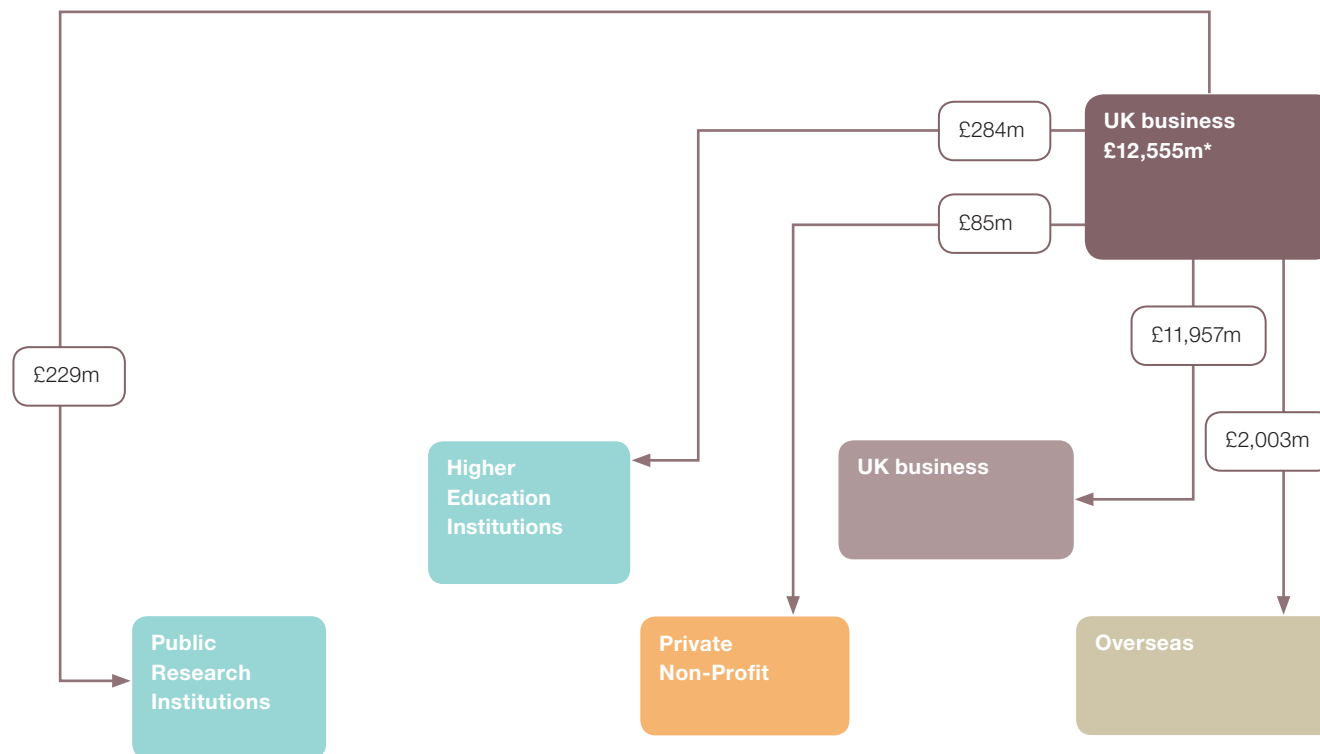 UK business
£12,555m*
£284m
£85m
£11,957m
£229m
£2,003m
Higher
Education
Institutions
UK business
Public
Research
Institutions
Private
Non-Profit
Overseas